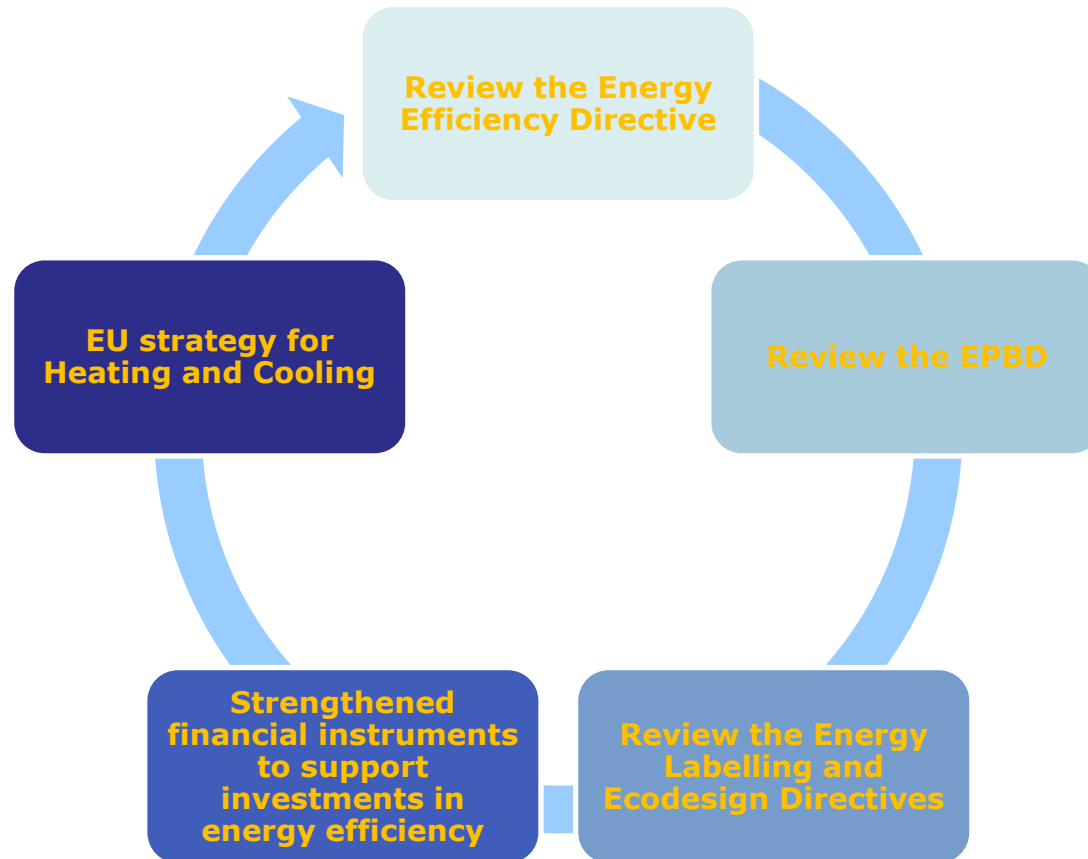 Review the Energy
Efficiency Directive
Review the EPBD
Review the Energy
Labelling and
Ecodesign Directives
Strengthened
financial instruments
to support
investments in
energy efficiency
EU strategy for
Heating and Cooling